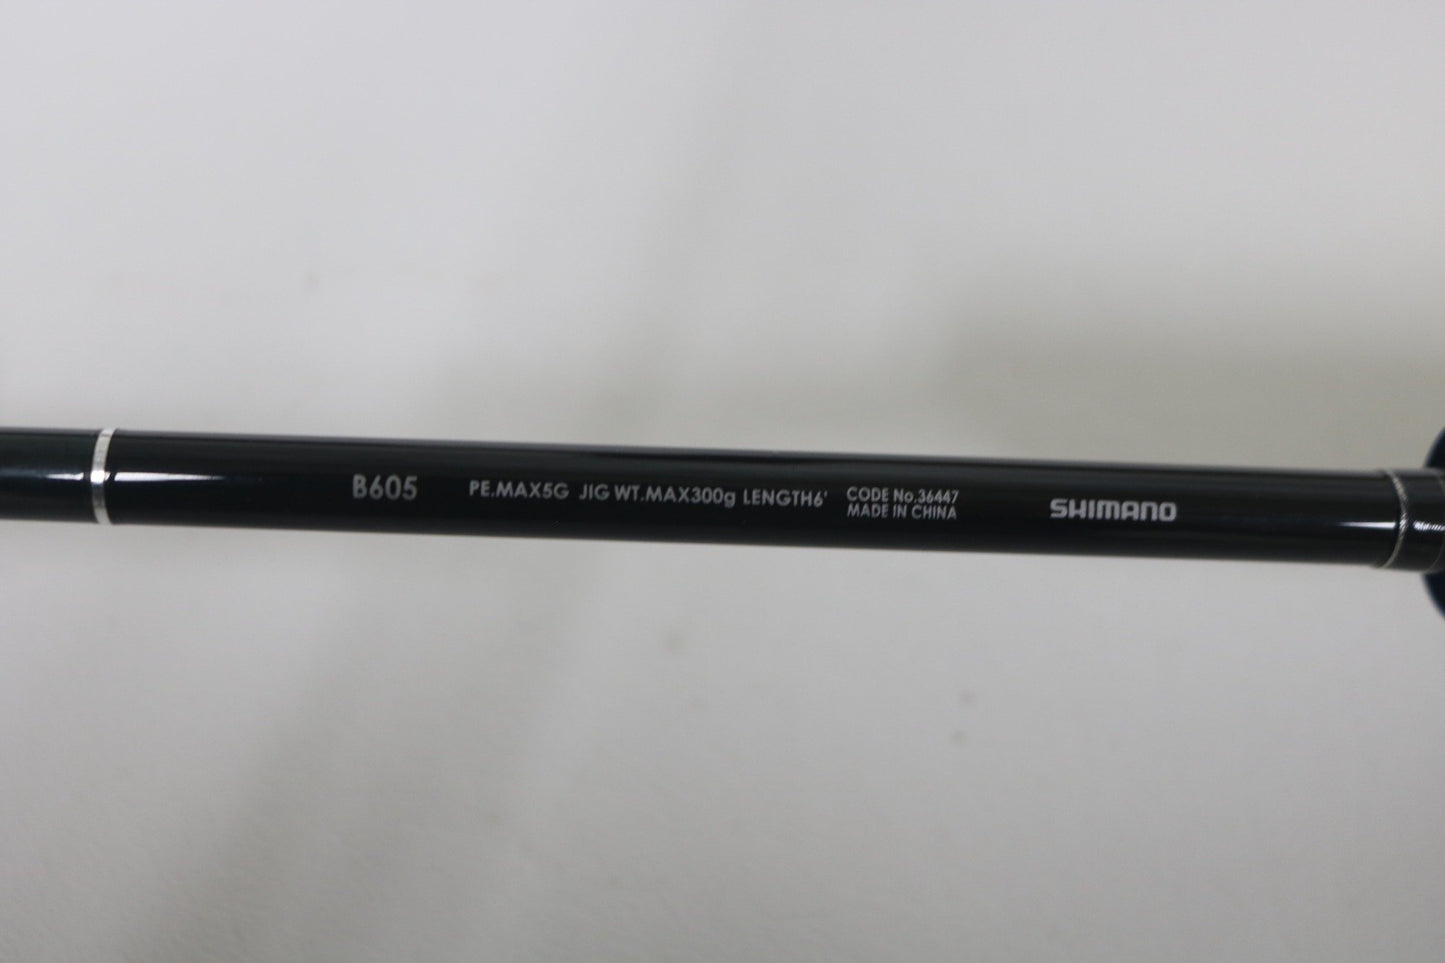 B605 PE.MAX5G JIG WT.MAX300g LENGTH6' CODE No.36447
MADE IN CHINA
SHIMANO